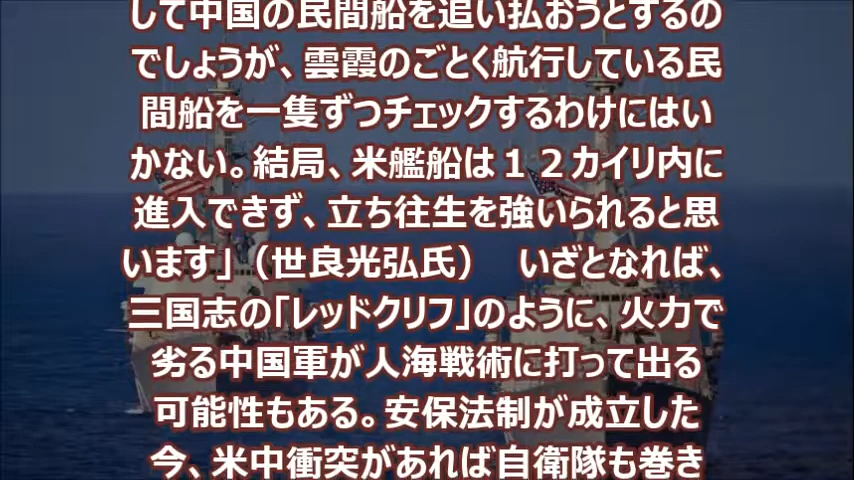 して中国の民間船を追い払おうとするの
でしょうが、雲霞のごとく航行している民
間船を一隻ずつチェックするわけにはい
かない。結局、米艦船は１２カイリ内に
進入できず、立ち往生を強いられると思
います」（世良光弘氏）　いざとなれば、
三国志の「レッドクリフ」のように、火力で
劣る中国軍が人海戦術に打って出る
可能性もある。安保法制が成立した
今、米中衝突があれば自衛隊も巻き